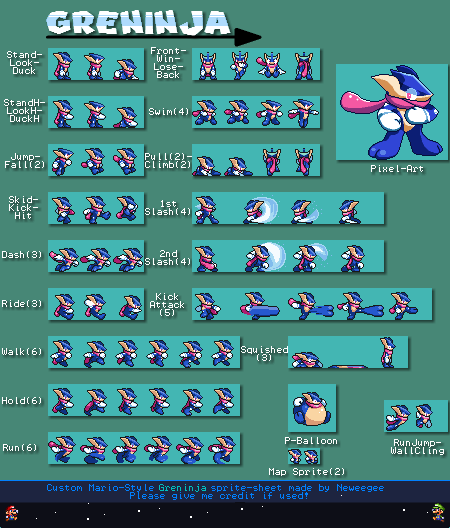 GRENINJA
Stand-
Look-
Duck
Front-
Win-
Lose-
Back
StandH-
LookH-
DuckH
Swim(4)
Pixel-Art
Jump-
Fall(2)
Pull(2)-
Climb(2)
Skid-
Kick-
Hit
1st
Slash(4)
Dash(3)
2nd
Slash(4)
Ride(3)
Kick
Attack
(5)
Walk(6)
Squished
(3)
Hold(6)
P-Balloon
RunJump-
WallCling
Run(6)
Map Sprite(2)
Custom Mario-Style Greninja sprite-sheet made by Neweegee
Please give me credit if used!